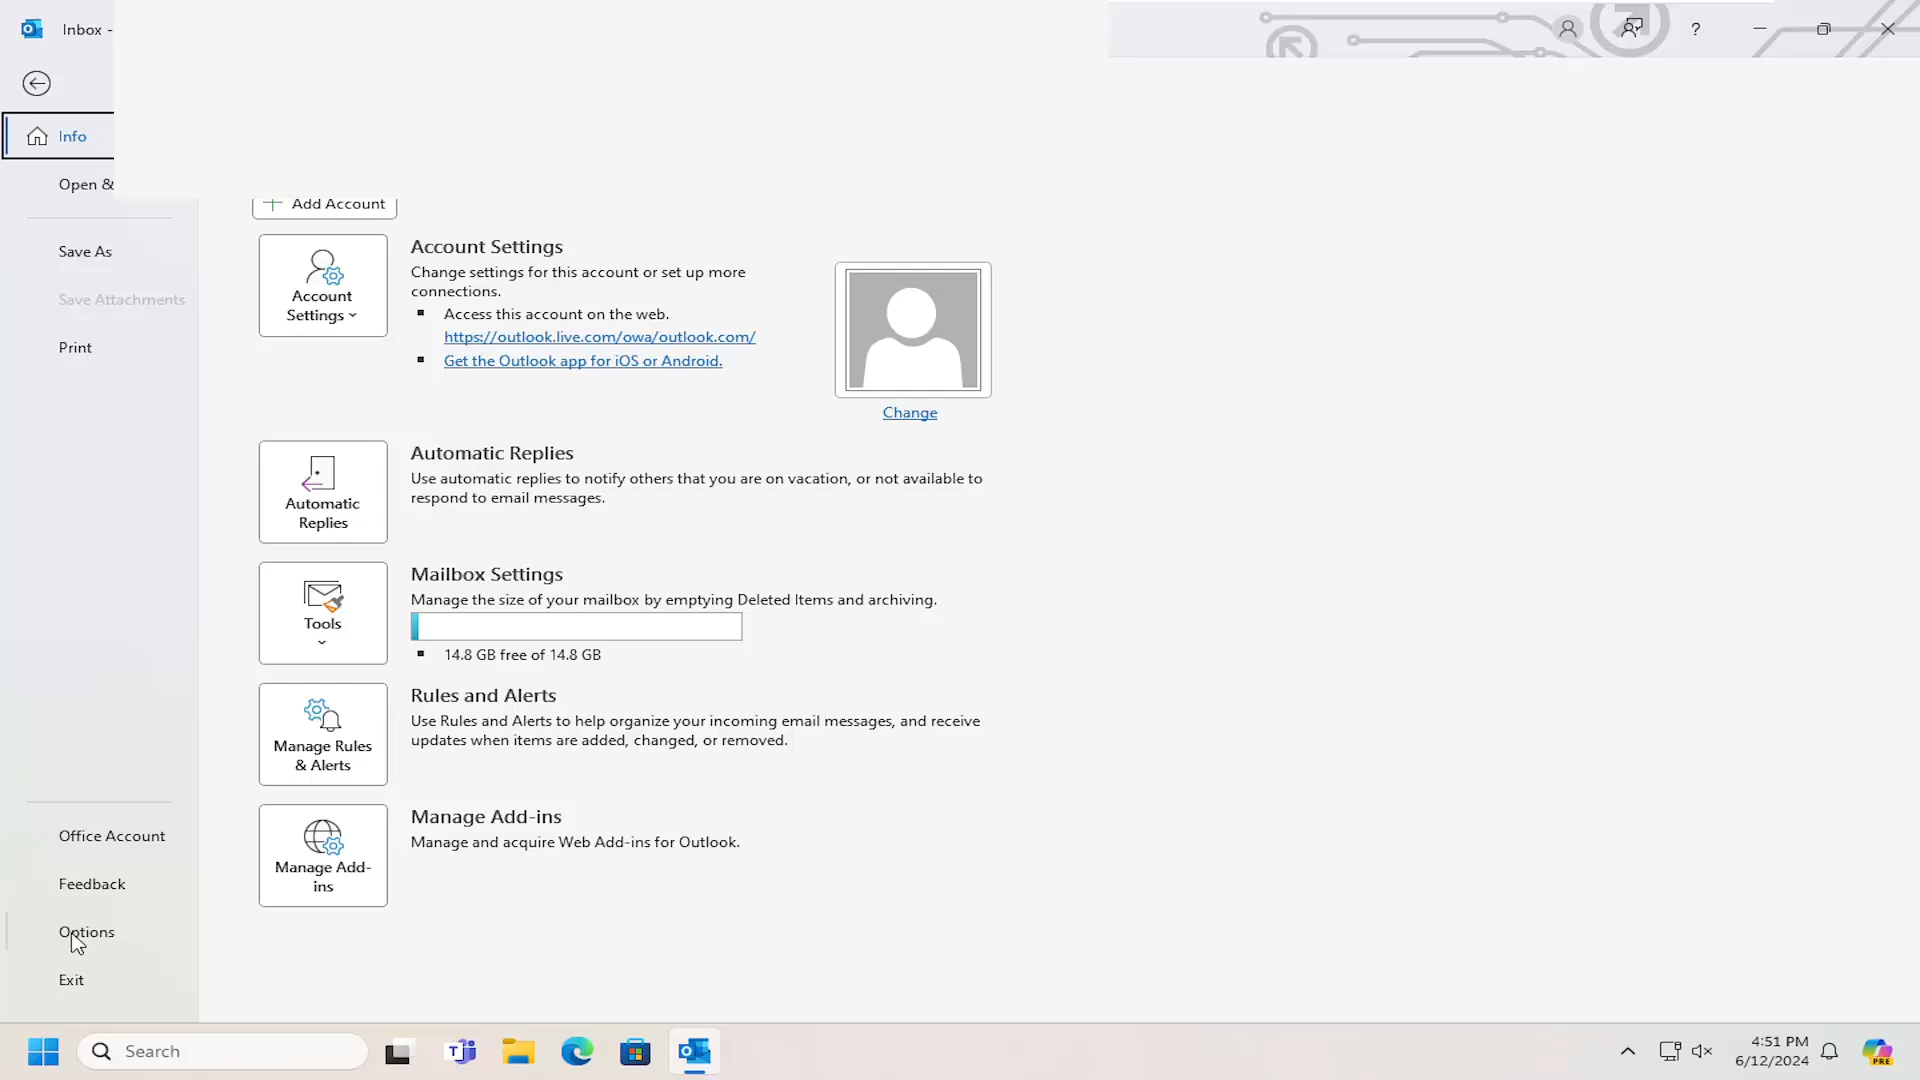 Inbox -
?
Info
Open &
Add Account
Save As
Save Attachments
Print
Account
Settings
Account Settings
Change settings for this account or set up more
connections.
Access this account on the web.
https://outlook.live.com/owa/outlook.com/
Get the Outlook app for iOS or Android.
Change
Automatic
Replies
Automatic Replies
Use automatic replies to notify others that you are on vacation, or not available to
respond to email messages.
Tools
Mailbox Settings
Manage the size of your mailbox by emptying Deleted Items and archiving.
14.8 GB free of 14.8 GB
Manage Rules
& Alerts
Rules and Alerts
Use Rules and Alerts to help organize your incoming email messages, and receive
updates when items are added, changed, or removed.
Manage Add-
ins
Manage Add-ins
Manage and acquire Web Add-ins for Outlook.
Office Account
Feedback
Options
Exit
Search
4:51 PM
6/12/2024
PRE